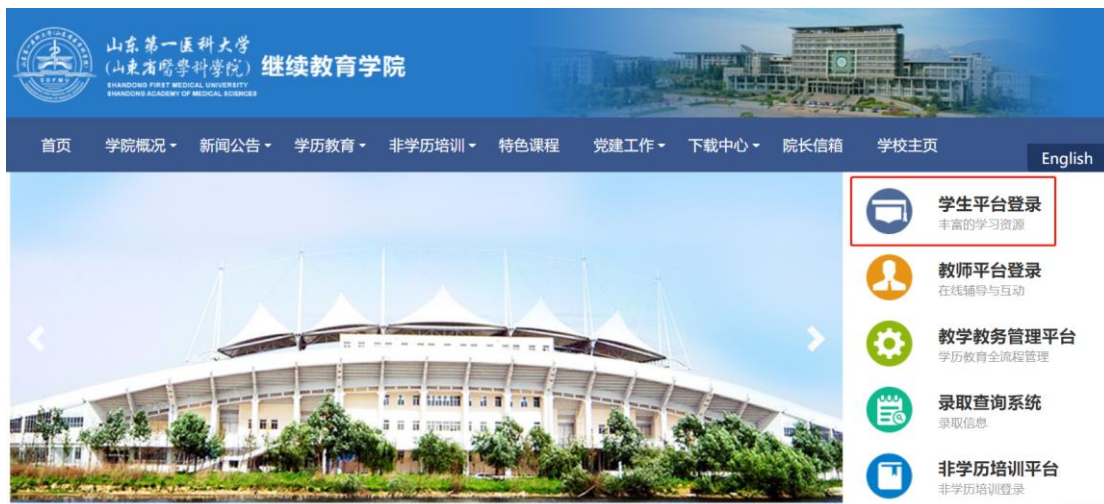 山东第一医科大学
(山東省醫學科學院)
SHANDONG FIRST MEDICAL UNIVERSITY
SHANDONG ACADEMY OF MEDICAL SCIENCES
继续教育学院
首页 学院概况 新闻公告 学历教育 非学历培训 特色课程 党建工作 下载中心 院长信箱 学校主页
English
学生平台登录
丰富的学习资源
教师平台登录
在线辅导与互动
教学教务管理平台
学历教育全流程管理
录取查询系统
录取信息
非学历培训平台
非学历培训登录